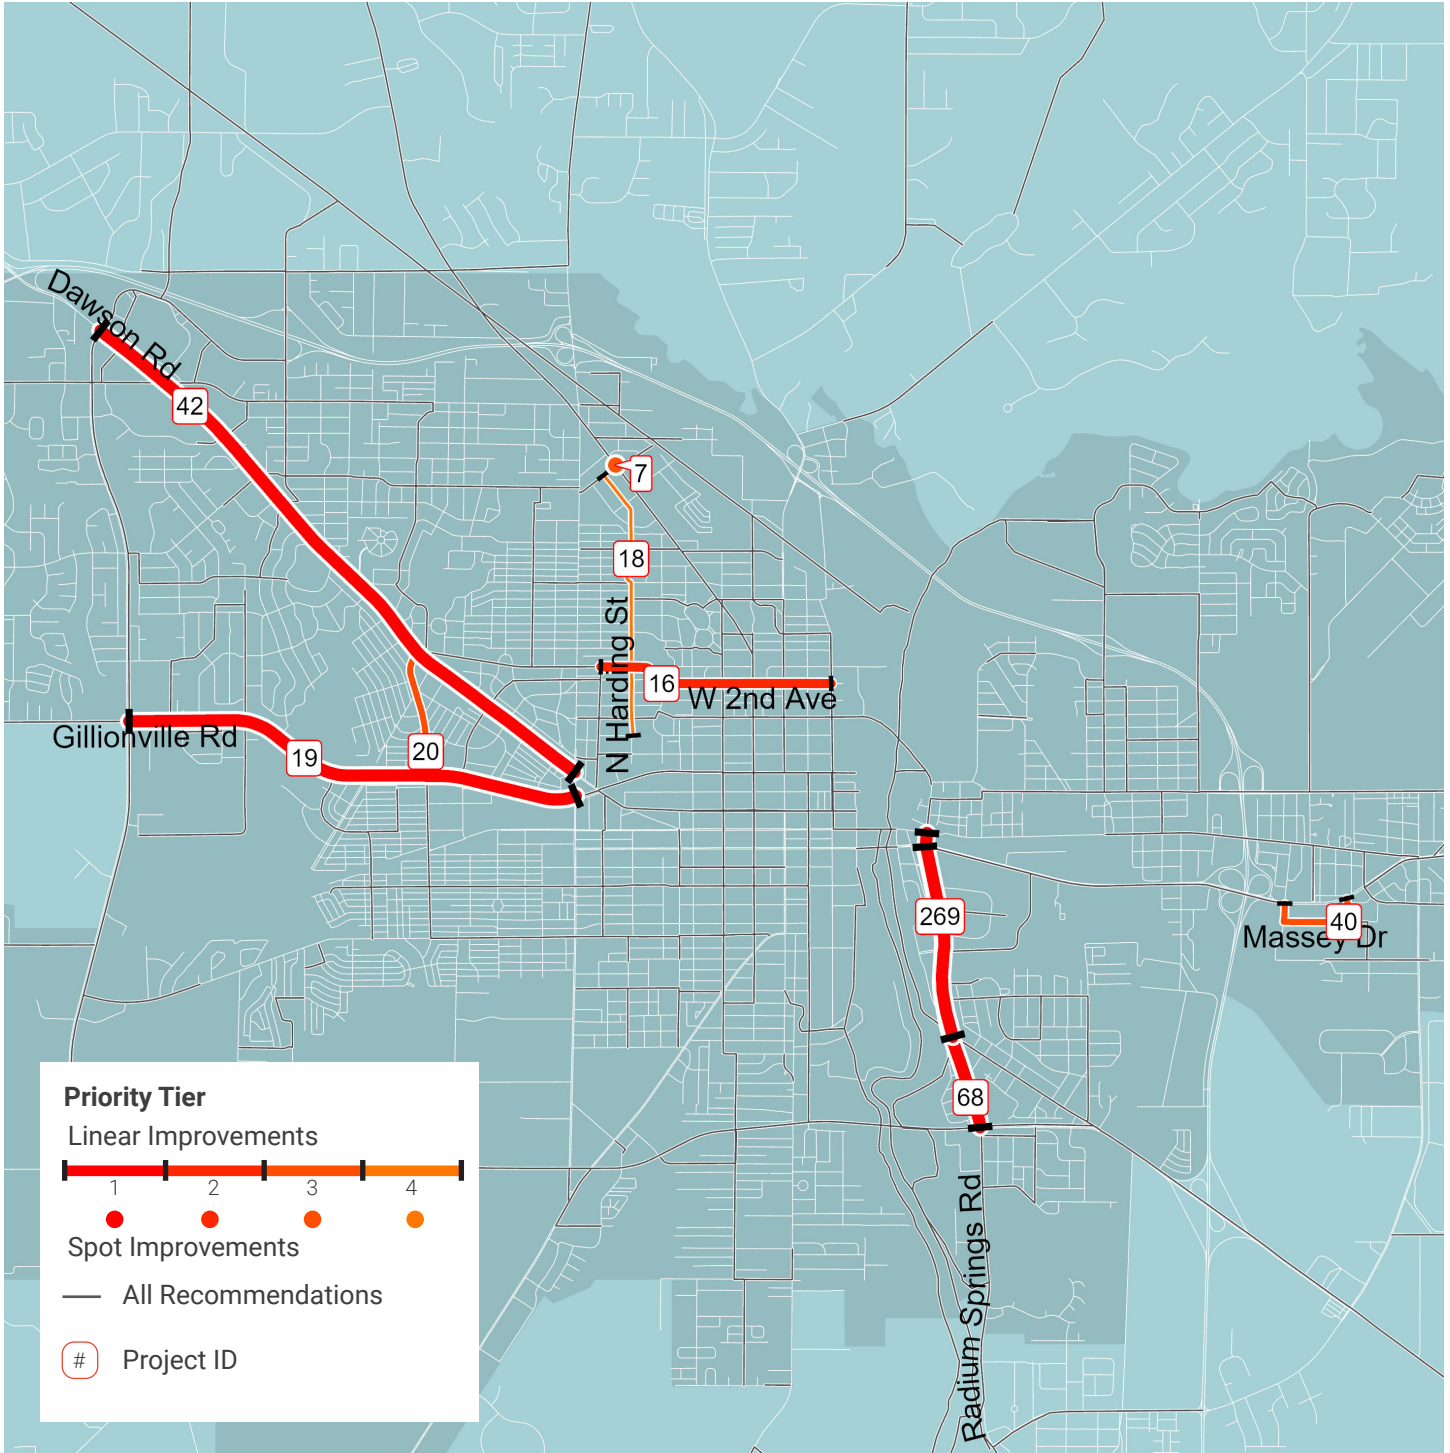 Dawson Rd
42
7
18
N Harding St
16
W 2nd Ave
Gillionville Rd
19
20
269
40
Massey Dr
68
Radium Springs Rd
Priority Tier
Linear Improvements
1 2 3 4
Spot Improvements
All Recommendations
# Project ID